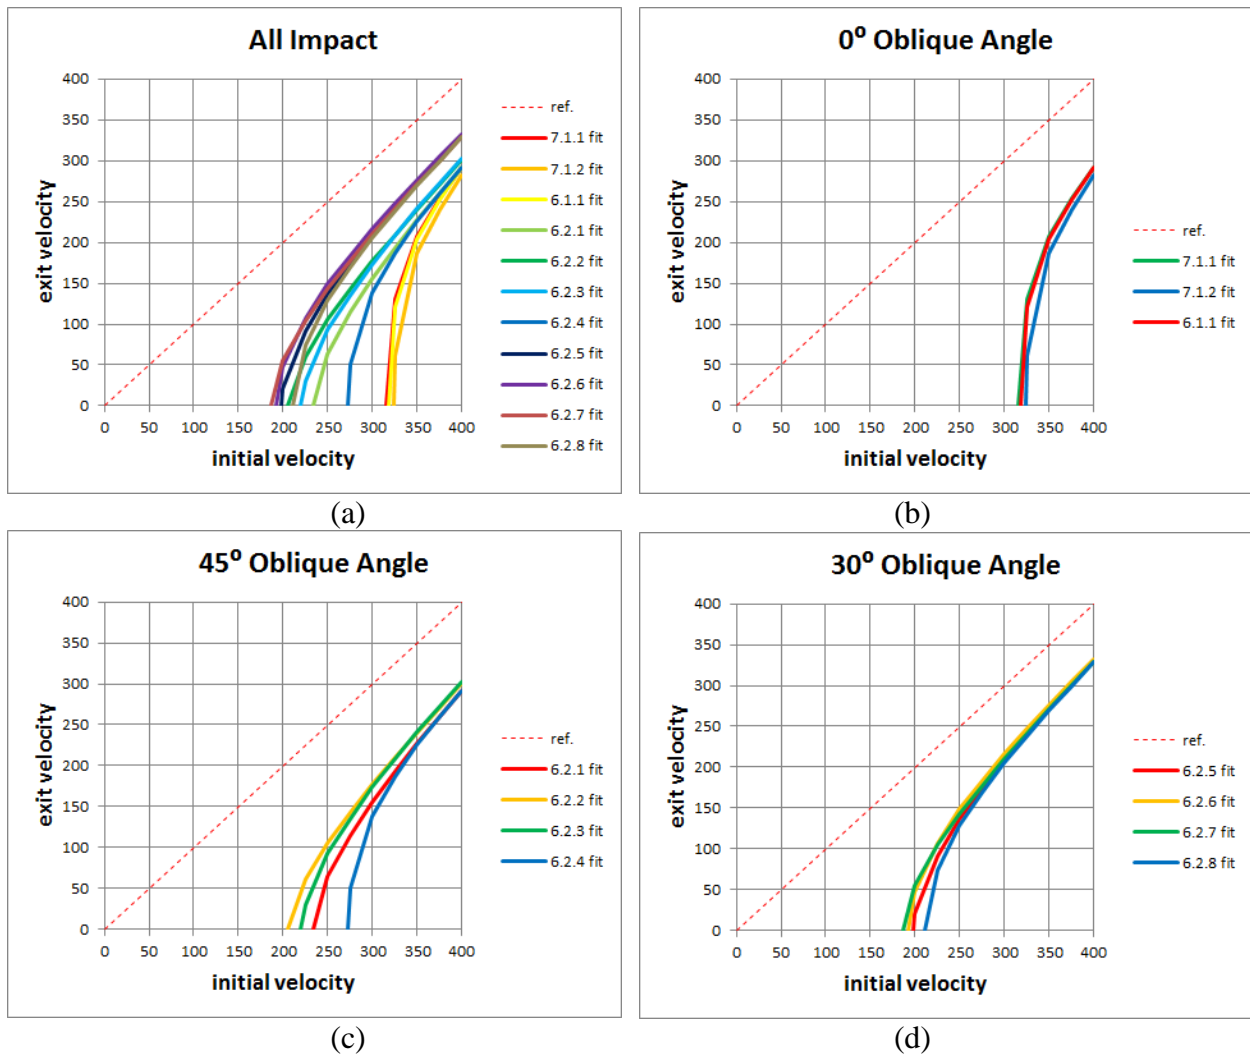 All Impact
400
350
300
250
200
150
100
50
0
exit velocity
0 50 100 150 200 250 300 350 400
initial velocity
ref.
7.1.1 fit
7.1.2 fit
6.1.1 fit
6.2.1 fit
6.2.2 fit
6.2.3 fit
6.2.4 fit
6.2.5 fit
6.2.6 fit
6.2.7 fit
6.2.8 fit
(a)
0⁰ Oblique Angle
400
350
300
250
200
150
100
50
0
exit velocity
0 50 100 150 200 250 300 350 400
initial velocity
ref.
7.1.1 fit
7.1.2 fit
6.1.1 fit
(b)
45⁰ Oblique Angle
400
350
300
250
200
150
100
50
0
exit velocity
0 50 100 150 200 250 300 350 400
initial velocity
ref.
6.2.1 fit
6.2.2 fit
6.2.3 fit
6.2.4 fit
(c)
30⁰ Oblique Angle
400
350
300
250
200
150
100
50
0
exit velocity
0 50 100 150 200 250 300 350 400
initial velocity
ref.
6.2.5 fit
6.2.6 fit
6.2.7 fit
6.2.8 fit
(d)